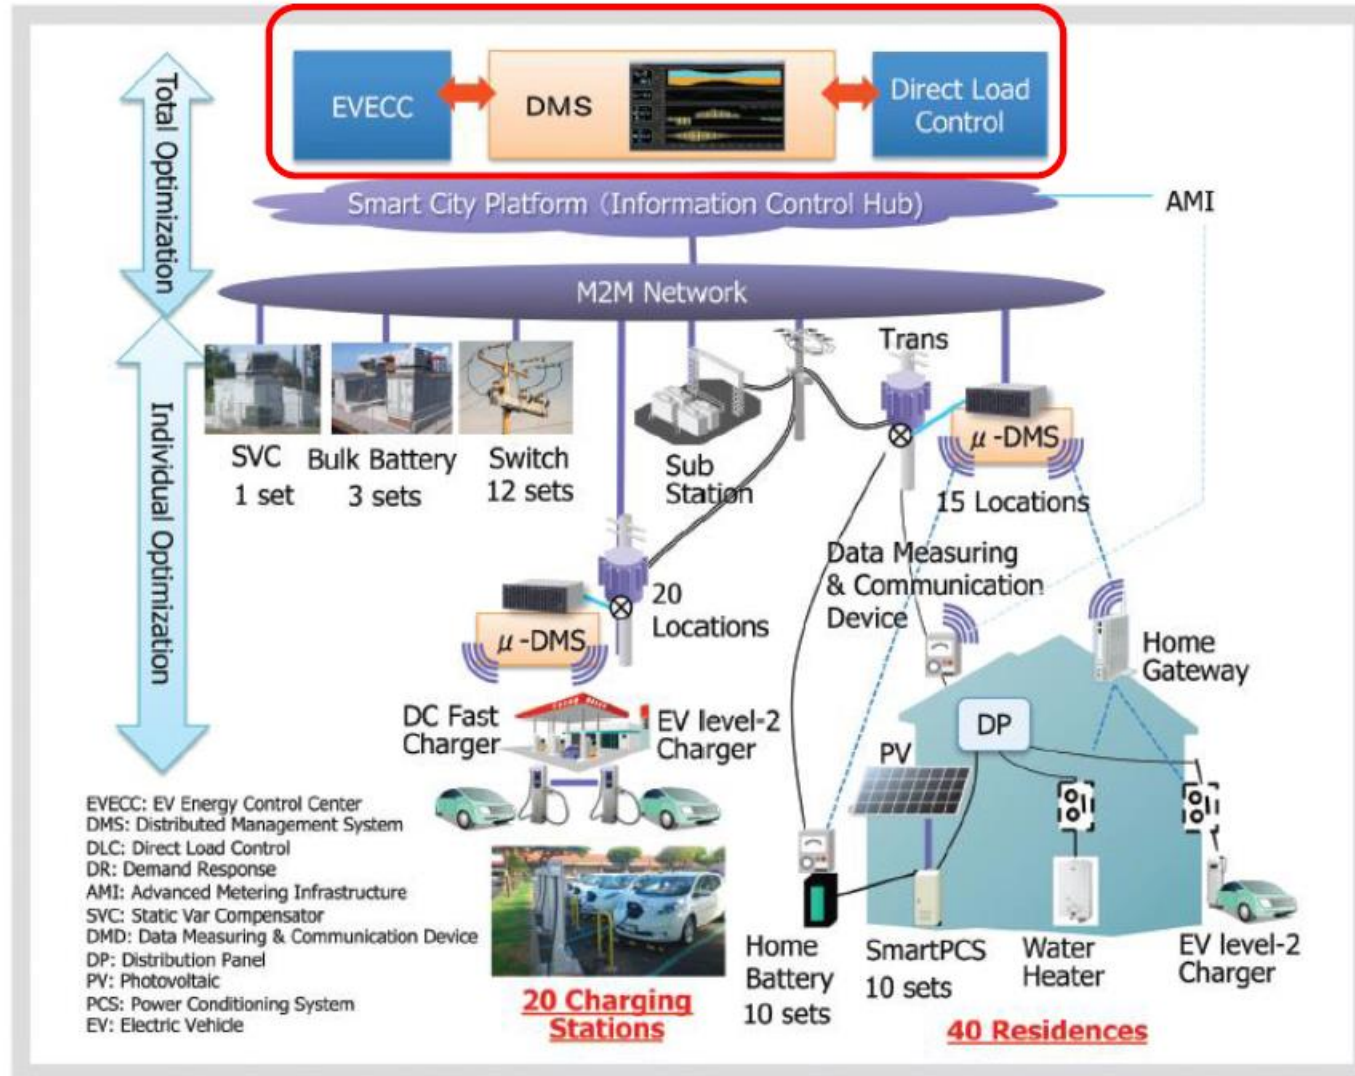 EVECC
DMS
Direct Load
Control
Smart City Platform (Information Control Hub)
AMI
Total Optimization
M2M Network
Individual Optimization
SVC
1 set
Bulk Battery
3 sets
Switch
12 sets
Sub
Station
Trans
μ-DMS
15 Locations
Data Measuring
& Communication
Device
20
Locations
μ-DMS
Home
Gateway
DC Fast
Charger
EV level-2
Charger
DP
PV
EVECC: EV Energy Control Center
DMS: Distributed Management System
DLC: Direct Load Control
DR: Demand Response
AMI: Advanced Metering Infrastructure
SVC: Static Var Compensator
DMD: Data Measuring & Communication Device
DP: Distribution Panel
PV: Photovoltaic
PCS: Power Conditioning System
EV: Electric Vehicle
20 Charging
Stations
Home
Battery
10 sets
SmartPCS
10 sets
Water
Heater
EV level-2
Charger
40 Residences